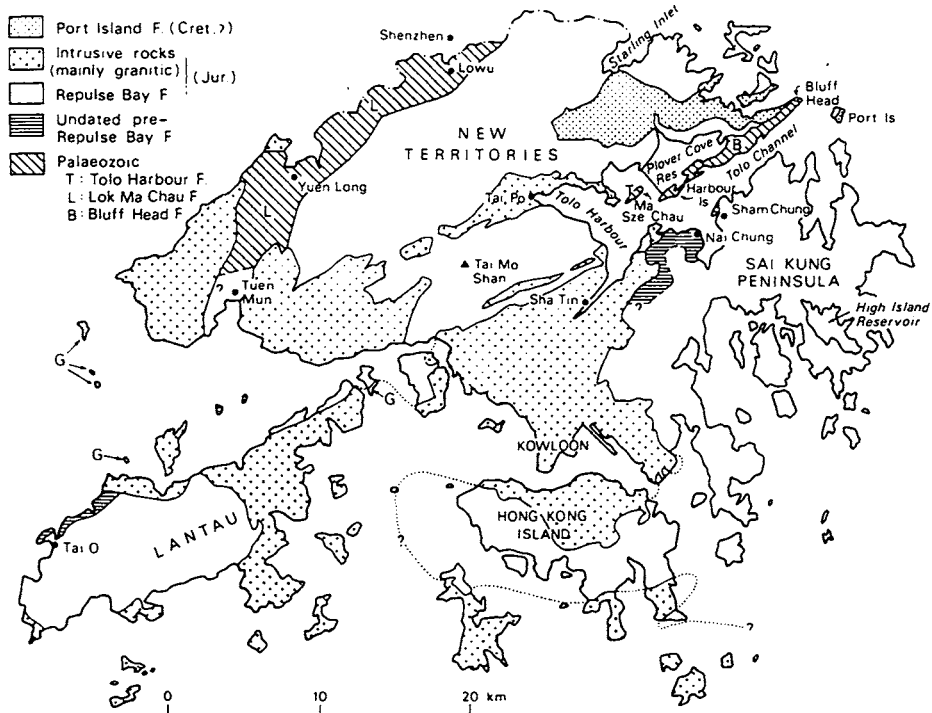 Port Island F. (Cret.?)
Intrusive rocks
(mainly granitic)
(Jur.)
Repulse Bay F
Undated pre-
Repulse Bay F
Palaeozoic
T: Tolo Harbour F.
L: Lok Ma Chau F
B: Bluff Head F
Shenzhen
Lowu
Starling Inlet
Bluff
Head
Port Is
L
NEW
TERRITORIES
Plover Cove
Res
B
Tolo Channel
Yuen Long
L
Tai Po
Tolo Harbour
T
Harbour
Is
Ma
Sze Chau
Sham Chung
Nai Chung
Tai Mo
Shan
SAI KUNG
PENINSULA
?
Tuen
Mun
Sha Tin
?
High Island
Reservoir
G
G
G
KOWLOON
HONG KONG
ISLAND
LANTAU
Tai O
?
?
0 10 20 km